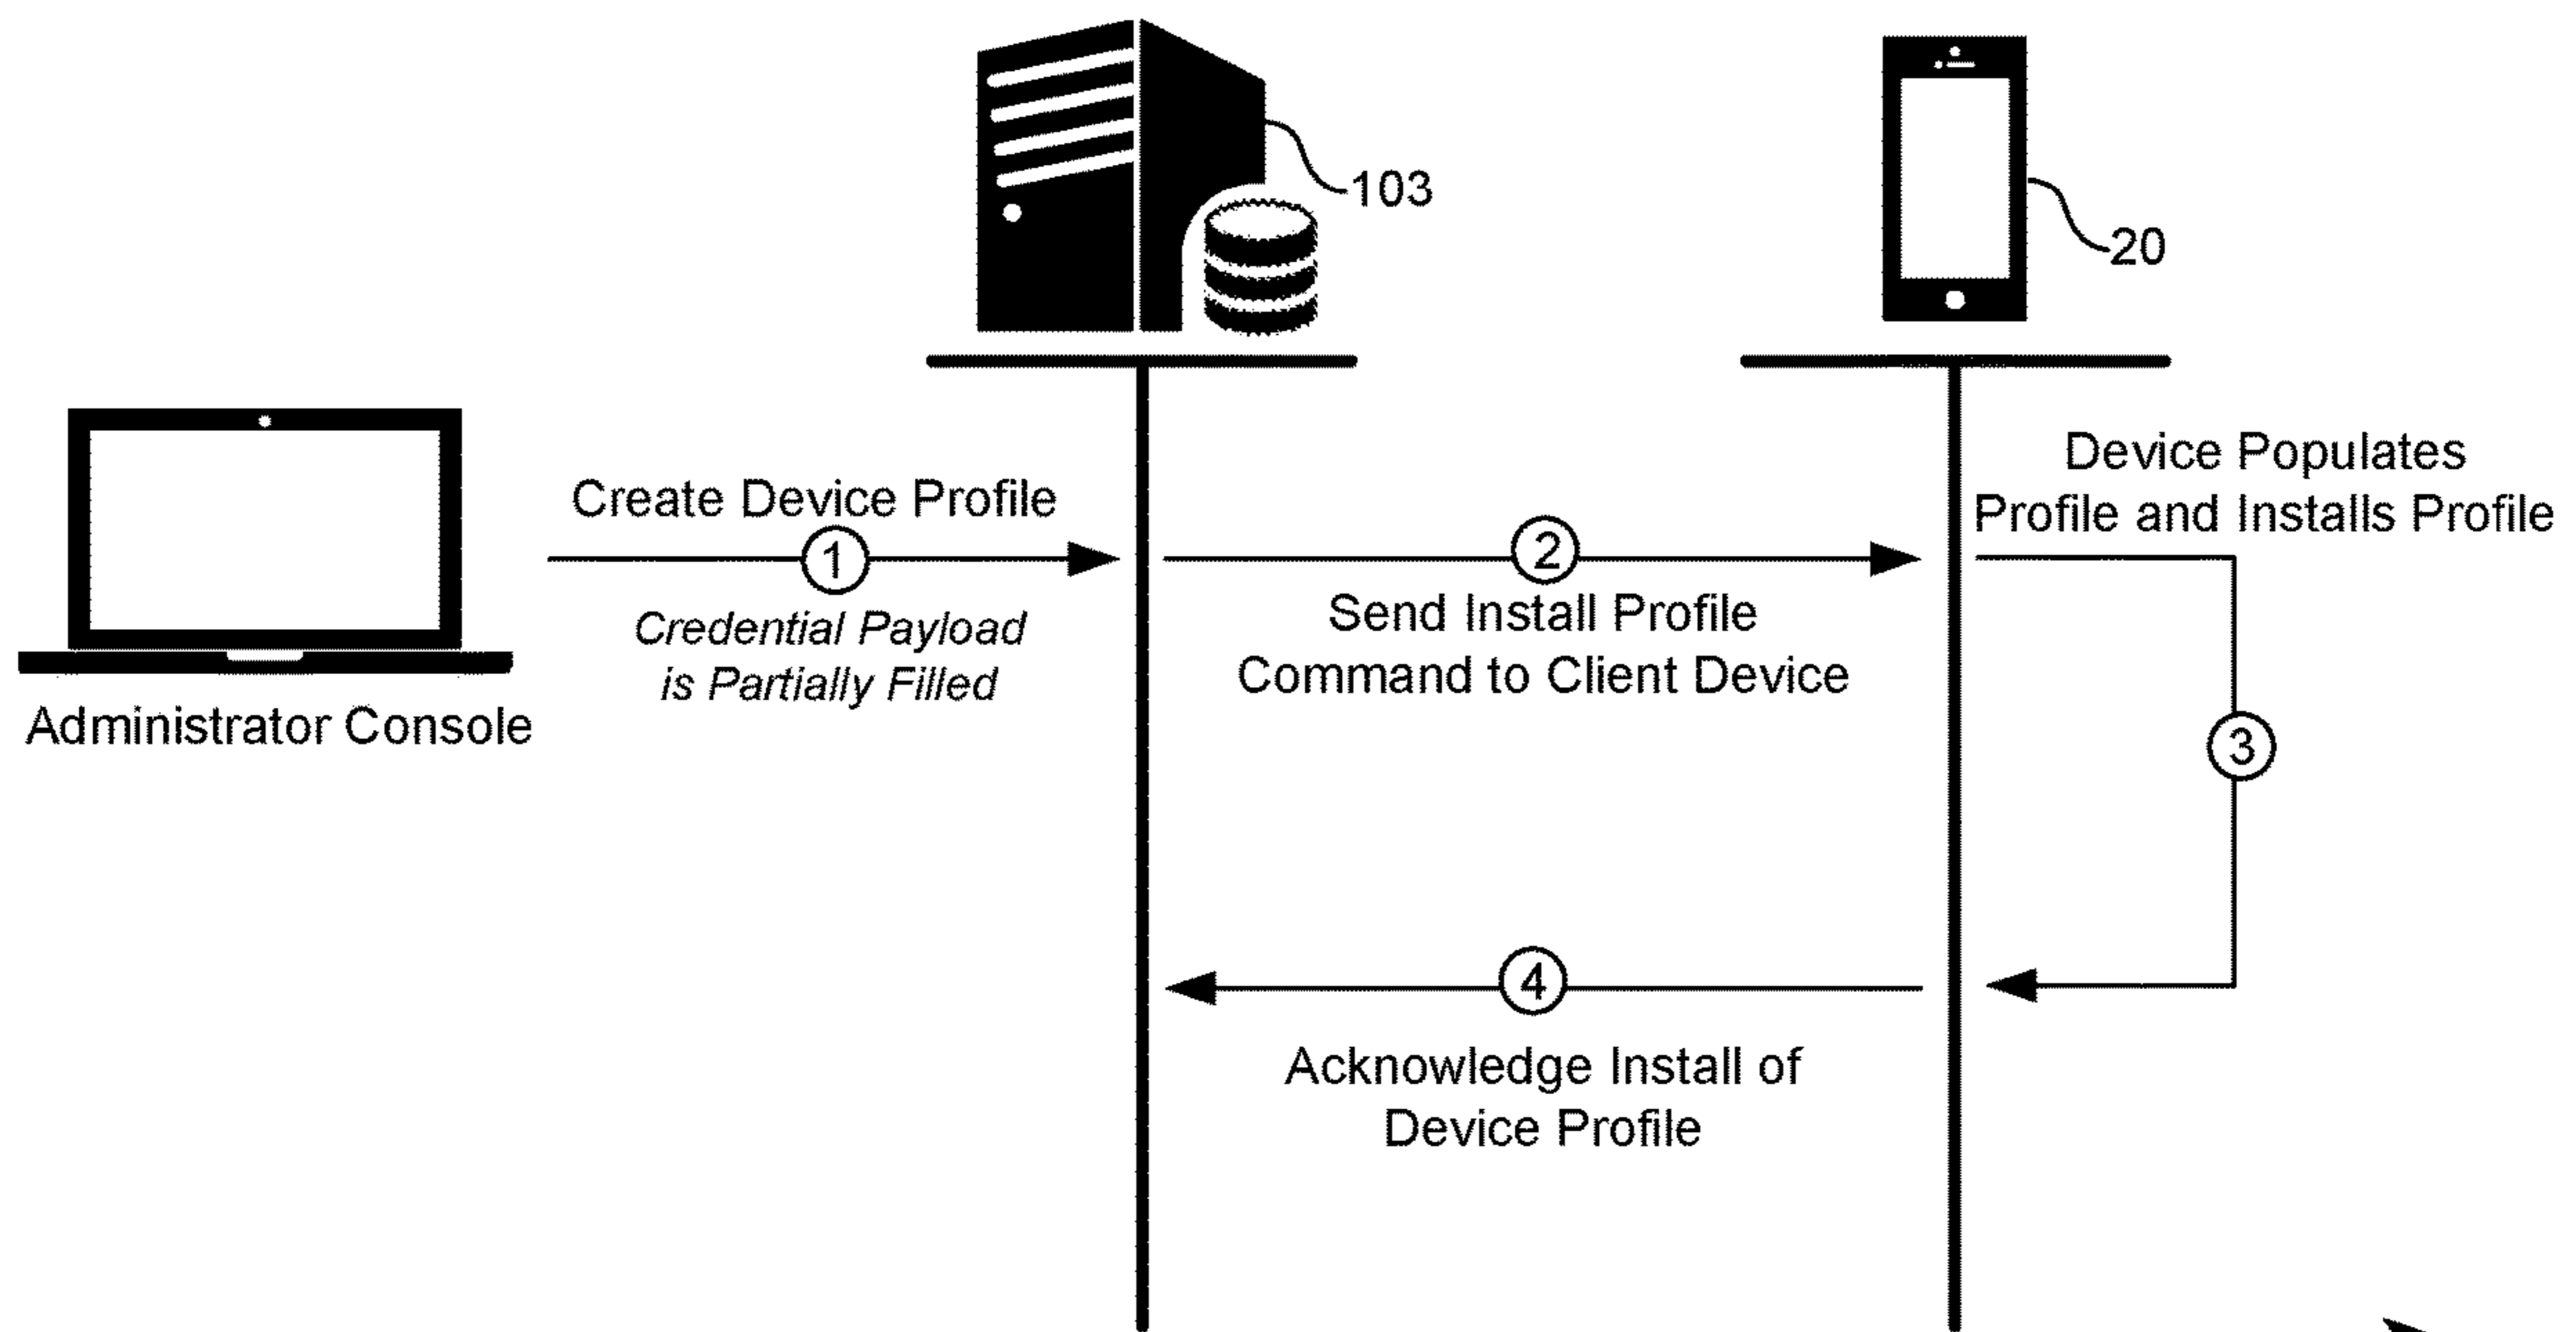 103
20
Device Populates
Profile and Installs Profile
Create Device Profile
1
Credential Payload
is Partially Filled
2
Send Install Profile
Command to Client Device
Administrator Console
3
4
Acknowledge Install of
Device Profile